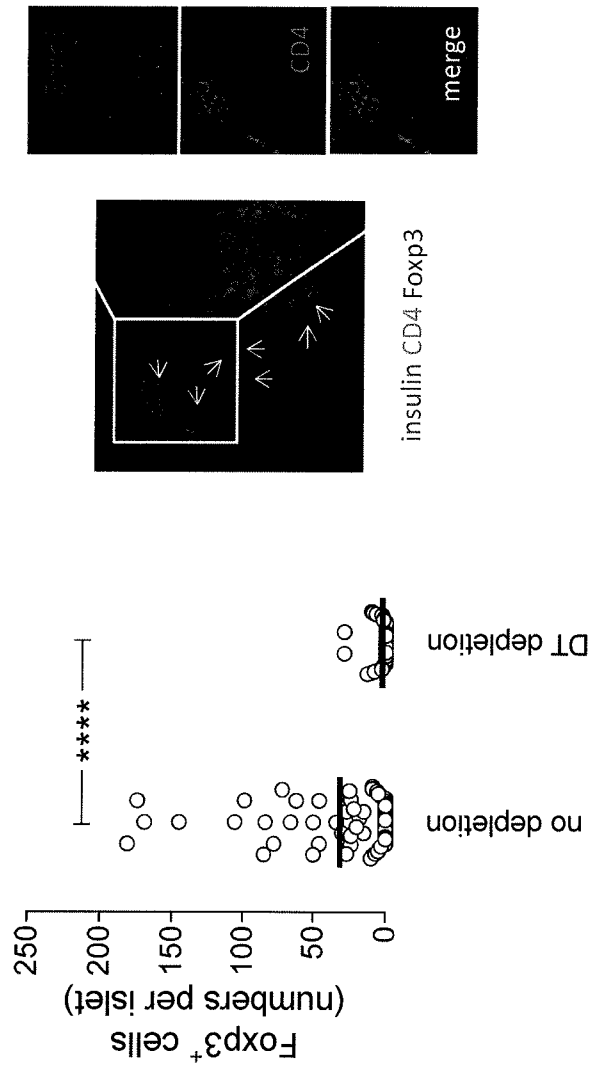 Foxp3⁺ cells
(numbers per islet)
250
200
150
100
50
0
****
no depletion
DT depletion
insulin CD4 Foxp3
CD4
merge